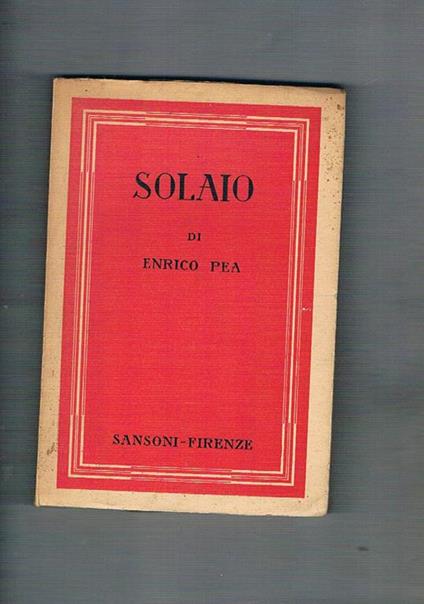 SOLAIO
DI
ENRICO PEA
SANSONI-FIRENZE